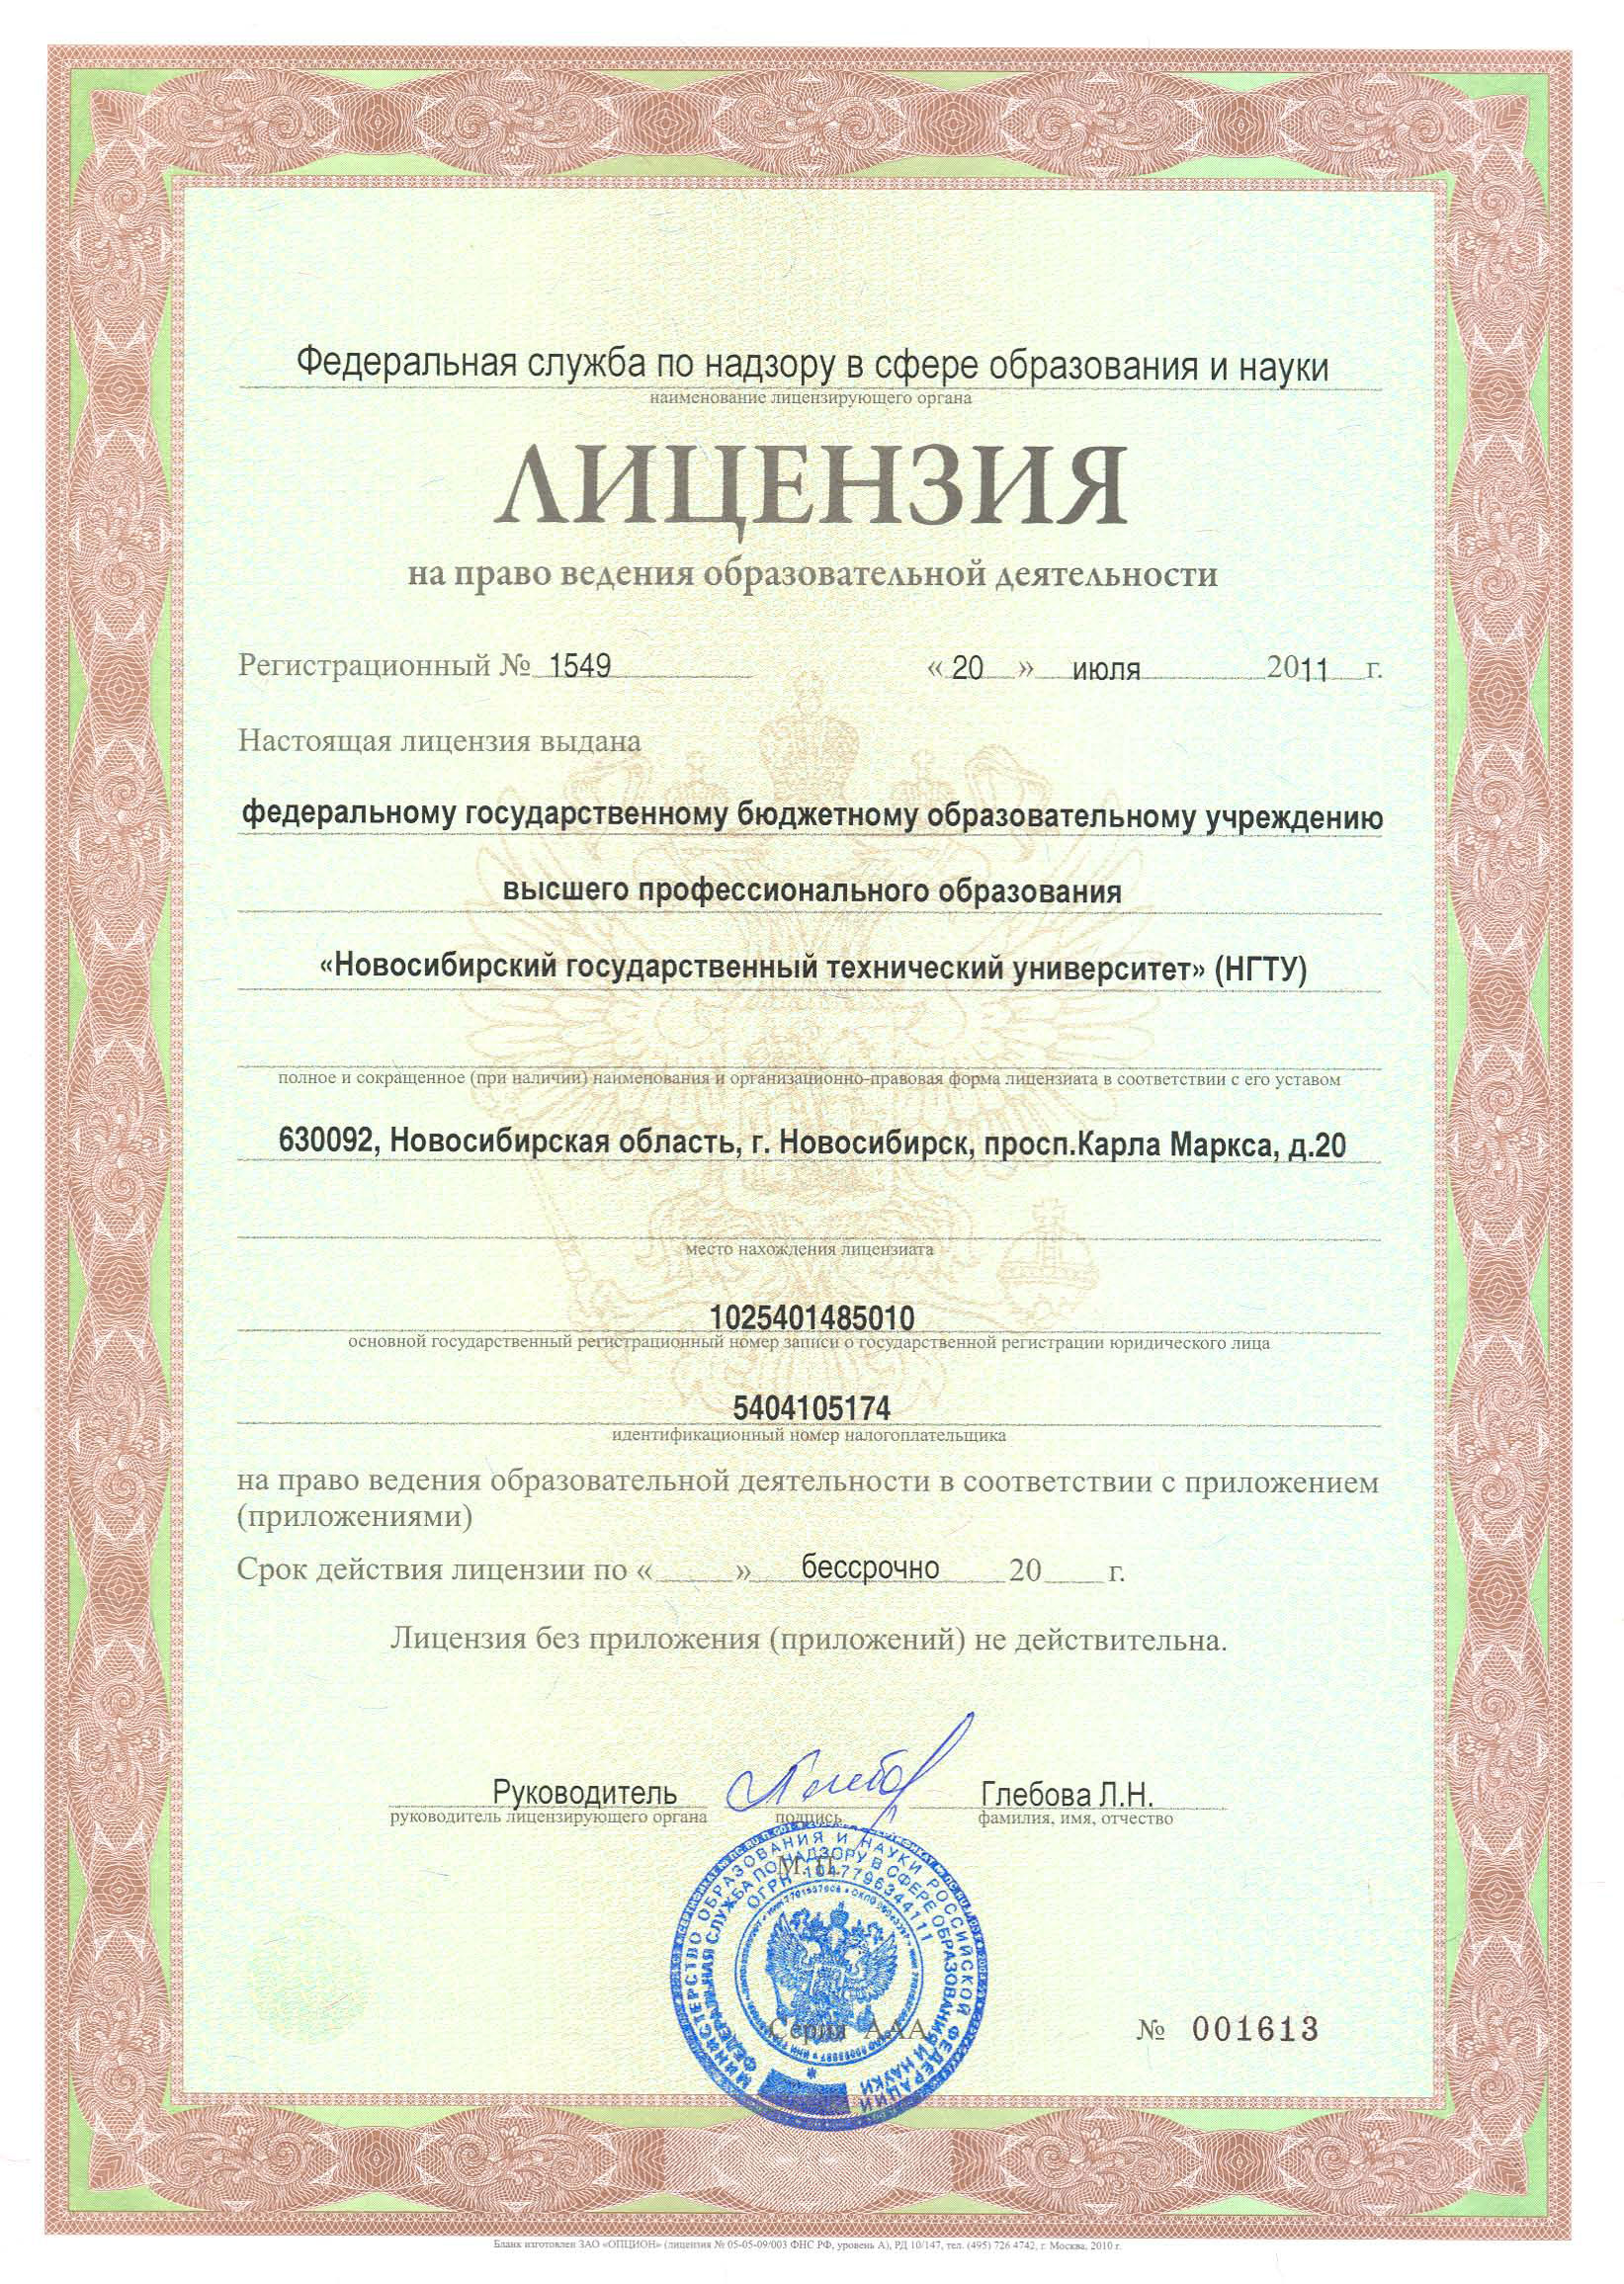 Федеральная служба по надзору в сфере образования и науки
наименование лицензирующего органа
ЛИЦЕНЗИЯ
на право ведения образовательной деятельности
Регистрационный № 1549 « 20 » июля 2011 г.
Настоящая лицензия выдана
федеральному государственному бюджетному образовательному учреждению
высшего профессионального образования
«Новосибирский государственный технический университет» (НГТУ)
полное и сокращенное (при наличии) наименования и организационно-правовая форма лицензиата в соответствии с его уставом
630092, Новосибирская область, г. Новосибирск, просп.Карла Маркса, д.20
место нахождения лицензиата
1025401485010
основной государственный регистрационный номер записи о государственной регистрации юридического лица
5404105174
идентификационный номер налогоплательщика
на право ведения образовательной деятельности в соответствии с приложением
(приложениями)
Срок действия лицензии по « » бессрочно 20 г.
Лицензия без приложения (приложений) не действительна.
Руководитель Глебова Л.Н.
руководитель лицензирующего органа подпись фамилия, имя, отчество
М.П.
МИНИСТЕРСТВО ОБРАЗОВАНИЯ И НАУКИ РОССИЙСКОЙ ФЕДЕРАЦИИ
ФЕДЕРАЛЬНАЯ СЛУЖБА ПО НАДЗОРУ В СФЕРЕ ОБРАЗОВАНИЯ И НАУКИ
ОГРН 1047796344111
Серия ААА № 001613
Бланк изготовлен ЗАО «ОПЦИОН» (лицензия № 05-05-09/003 ФНС РФ, уровень А), РД 10/147, тел. (495) 726 4742, г. Москва, 2010 г.